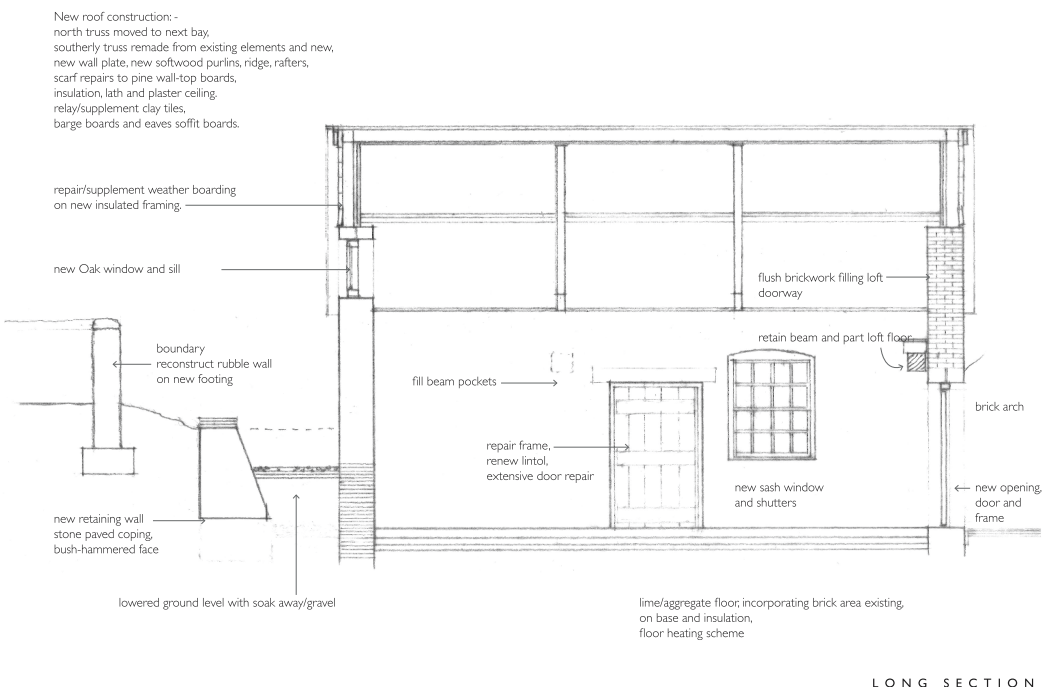 New roof construction: -
north truss moved to next bay,
southerly truss remade from existing elements and new,
new wall plate, new softwood purlins, ridge, rafters,
scarf repairs to pine wall-top boards,
insulation, lath and plaster ceiling.
relay/supplement clay tiles,
barge boards and eaves soffit boards.
repair/supplement weather boarding
on new insulated framing.
new Oak window and sill
flush brickwork filling loft
doorway
retain beam and part loft floor
boundary
reconstruct rubble wall
on new footing
fill beam pockets
brick arch
repair frame,
renew lintol,
extensive door repair
new sash window
and shutters
new opening,
door and
frame
new retaining wall
stone paved coping,
bush-hammered face
lowered ground level with soak away/gravel
lime/aggregate floor, incorporating brick area existing,
on base and insulation,
floor heating scheme
LONG SECTION